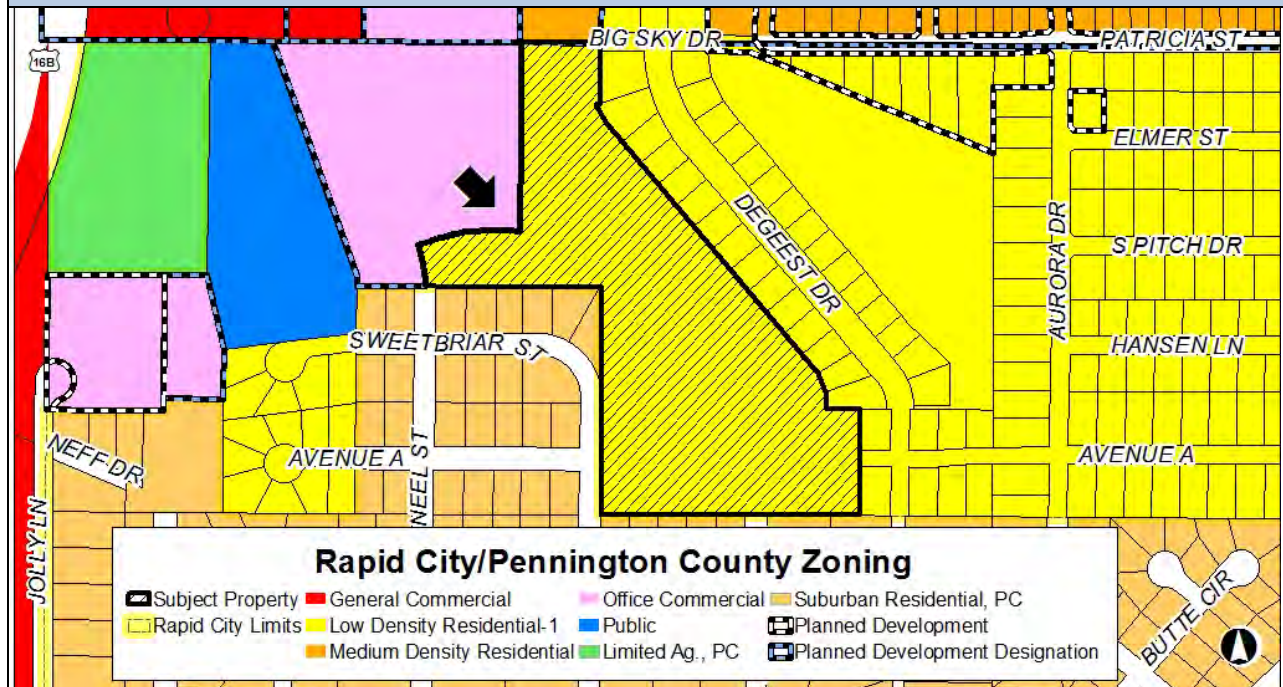 BIG SKY DR
PATRICIA ST
16B
ELMER ST
DEGEEST DR
S PITCH DR
AURORA DR
SWEETBRIAR ST
HANSEN LN
NEFF DR
AVENUE A
NEEL ST
AVENUE A
JOLLY LN
BUTTE CIR
Rapid City/Pennington County Zoning
Subject Property General Commercial Office Commercial Suburban Residential, PC
Rapid City Limits Low Density Residential-1 Public Planned Development
Medium Density Residential Limited Ag., PC Planned Development Designation